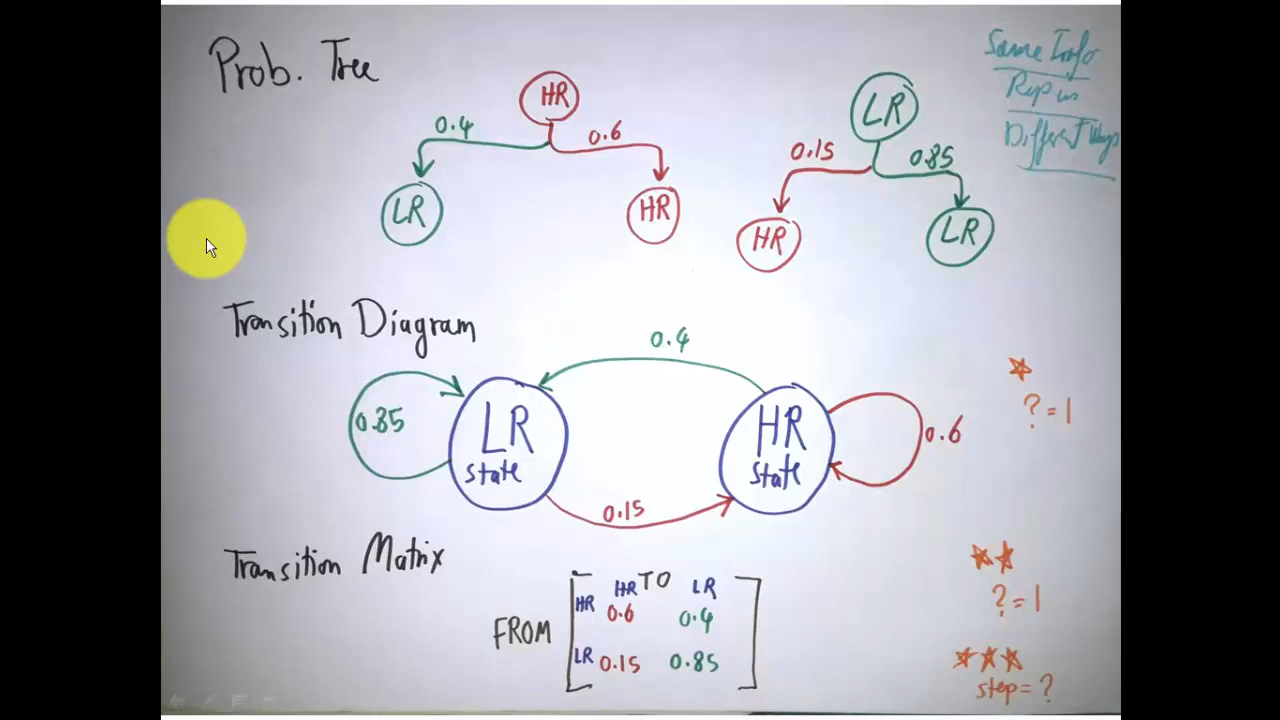 Prob. Tree
Same Info
Rep in
Different Ways
HR
0.4
0.6
LR
HR
LR
0.15
0.85
HR
LR
Transition Diagram
0.4
0.85
LR
state
HR
state
0.6
0.15
? = 1
Transition Matrix
FROM
TO
HR LR
HR 0.6 0.4
LR 0.15 0.85
? = 1
step = ?